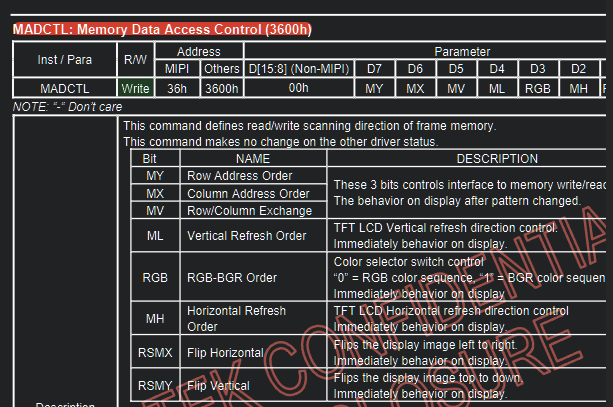 MADCTL: Memory Data Access Control (3600h)
Inst / Para R/W Address Parameter
MIPI Others D[15:8] (Non-MIPI) D7 D6 D5 D4 D3 D2
MADCTL Write 36h 3600h 00h MY MX MV ML RGB MH
NOTE: "-" Don't care
This command defines read/write scanning direction of frame memory.
This command makes no change on the other driver status.
Bit NAME DESCRIPTION
MY Row Address Order
MX Column Address Order
MV Row/Column Exchange
These 3 bits controls interface to memory write/read
The behavior on display after pattern changed.
ML Vertical Refresh Order
TFT LCD Vertical refresh direction control.
Immediately behavior on display.
RGB RGB-BGR Order
Color selector switch control
"0" = RGB color sequence, "1" = BGR color sequen
Immediately behavior on display
MH Horizontal Refresh Order
TFT LCD Horizontal refresh direction control
Immediately behavior on display.
RSMX Flip Horizontal
Flips the display image left to right.
Immediately behavior on display.
RSMY Flip Vertical
Flips the display image top to down.
Immediately behavior on display.
Description
TEK CONFIDENTIA
LOSURE